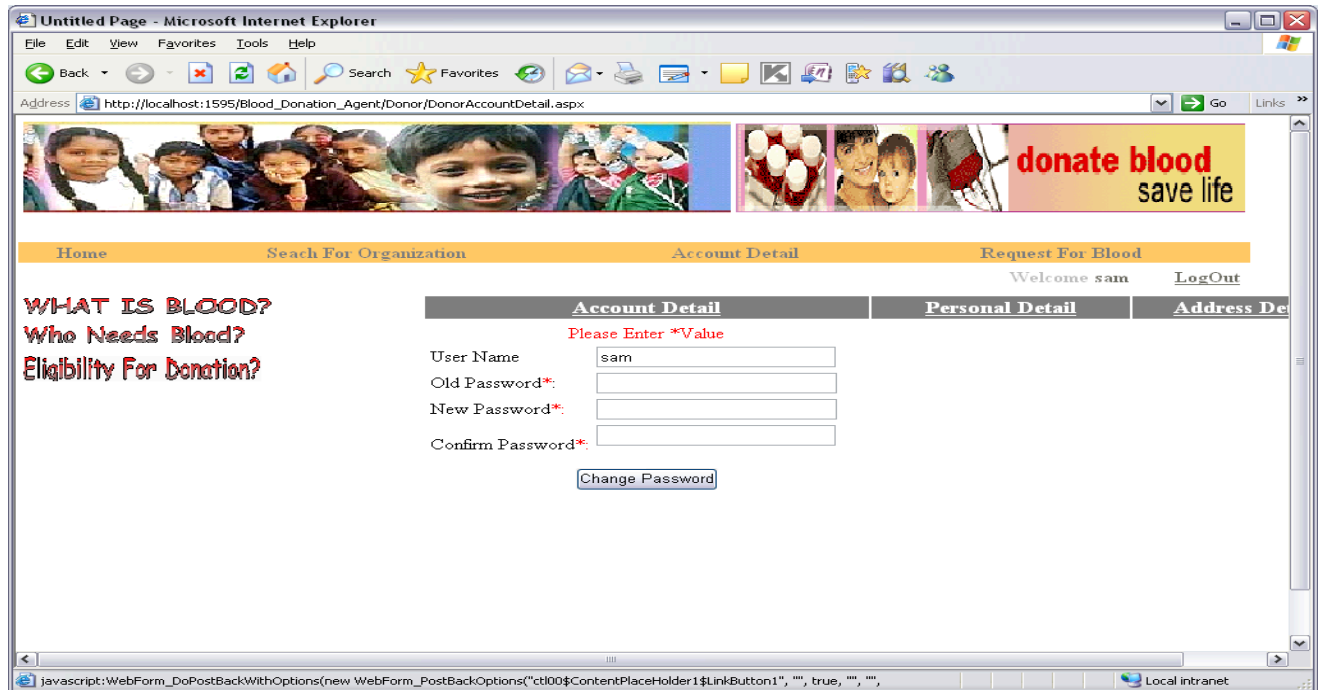 Untitled Page - Microsoft Internet Explorer
File Edit View Favorites Tools Help
Back Search Favorites
Address http://localhost:1595/Blood_Donation_Agent/Donor/DonorAccountDetail.aspx Go Links »
donate blood
save life
Home Seach For Organization Account Detail Request For Blood
Welcome sam LogOut
WHAT IS BLOOD?
Who Needs Blood?
Eligibility For Donation?
Account Detail Personal Detail Address Det
Please Enter *Value
User Name sam
Old Password*:
New Password*:
Confirm Password*:
Change Password
javascript:WebForm_DoPostBackWithOptions(new WebForm_PostBackOptions("ctl00$ContentPlaceHolder1$LinkButton1", "", true, "", "", Local intranet